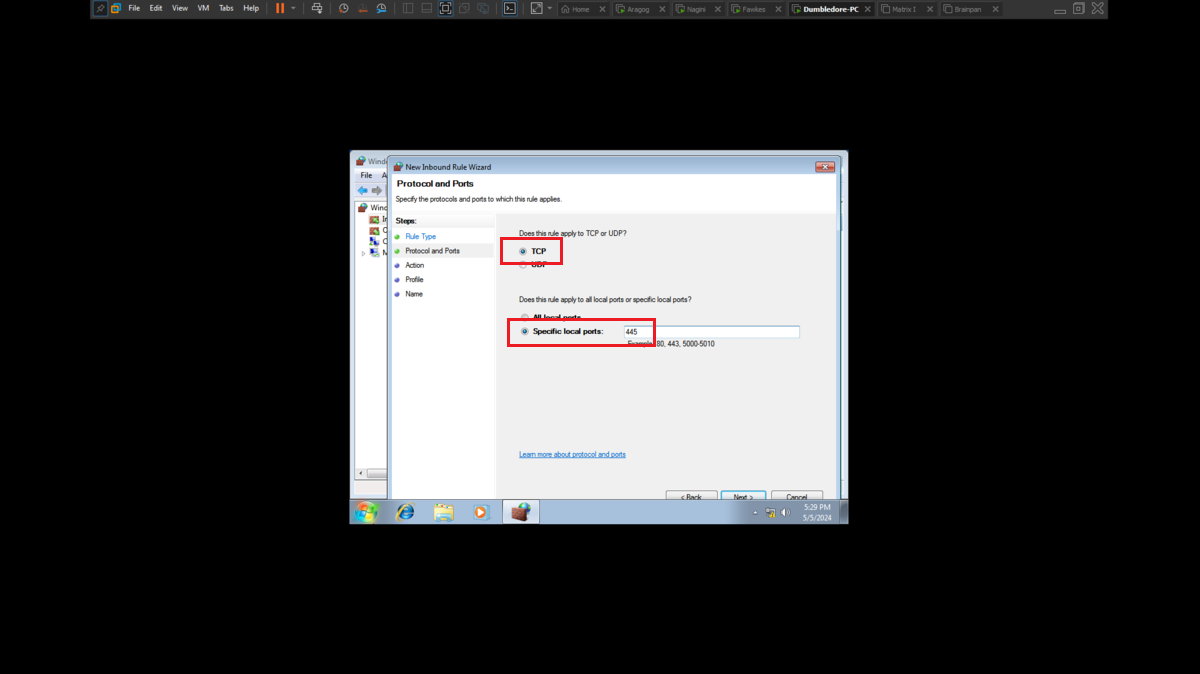 File Edit View VM Tabs Help
Home Aragog Nagini Fawkes Dumbledore-PC Matrix I Brainpan
Wind
New Inbound Rule Wizard
File A
Protocol and Ports
Specify the protocols and ports to which this rule applies.
Wind
Steps:
Rule Type
Protocol and Ports
Action
Profile
Name
Does this rule apply to TCP or UDP?
TCP
UDP
Does this rule apply to all local ports or specific local ports?
All local ports
Specific local ports: 445
Example: 80, 443, 5000-5010
Learn more about protocol and ports
< Back Next > Cancel
5:29 PM
5/5/2024